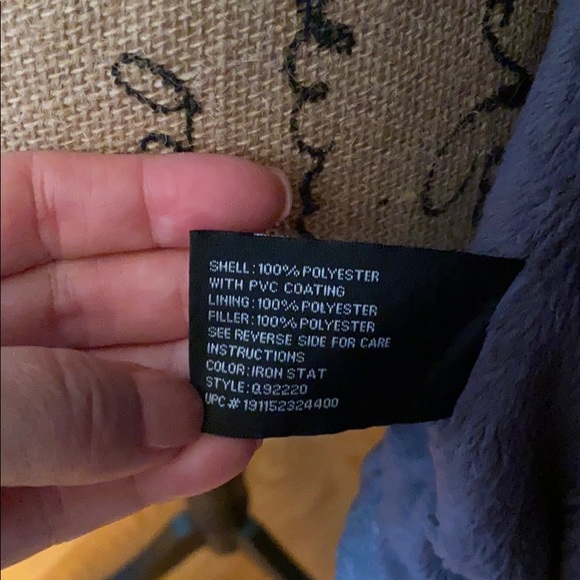 SHELL:100%POLYESTER
WITH PVC COATING
LINING:100%POLYESTER
FILLER:100%POLYESTER
SEE REVERSE SIDE FOR CARE
INSTRUCTIONS
COLOR:IRON STAT
STYLE:Q92220
UPC#191152324400